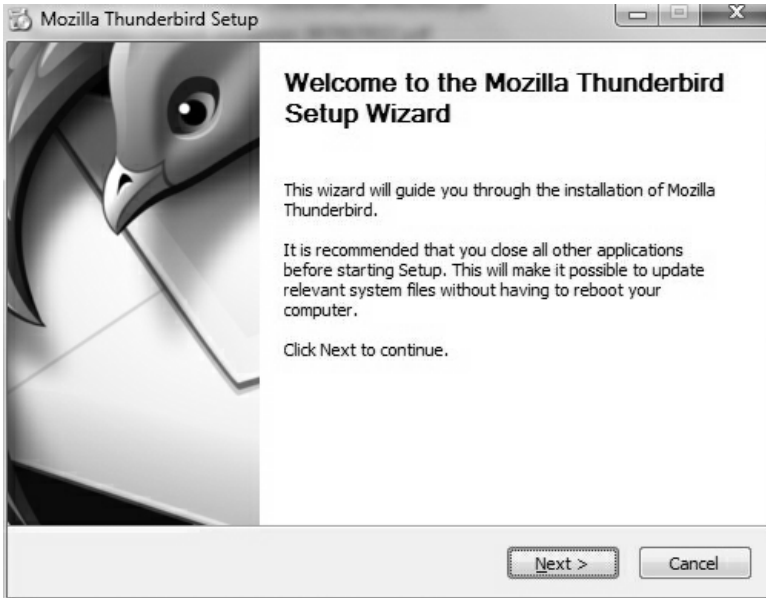 Mozilla Thunderbird Setup
Welcome to the Mozilla Thunderbird
Setup Wizard
This wizard will guide you through the installation of Mozilla
Thunderbird.
It is recommended that you close all other applications
before starting Setup. This will make it possible to update
relevant system files without having to reboot your
computer.
Click Next to continue.
Next >
Cancel